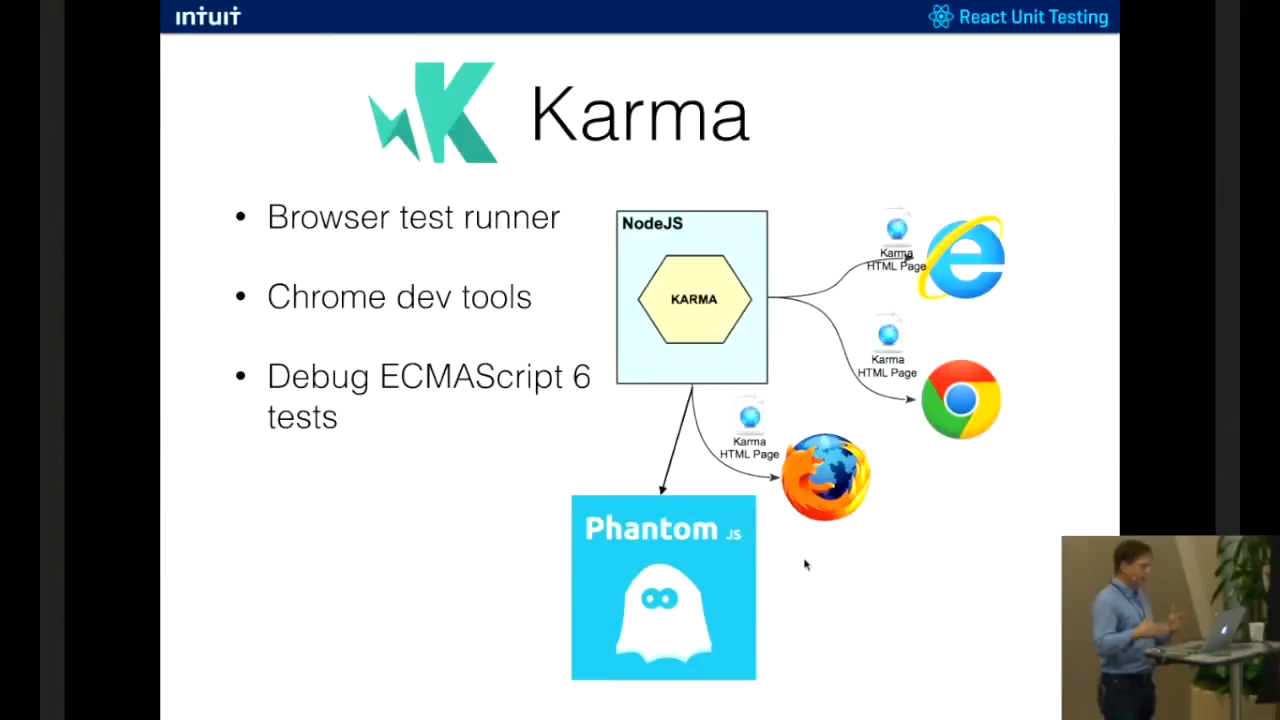 intuit
React Unit Testing
Karma
• Browser test runner
• Chrome dev tools
• Debug ECMAScript 6
tests
NodeJS
KARMA
Karma
HTML Page
Karma
HTML Page
Karma
HTML Page
Phantom JS